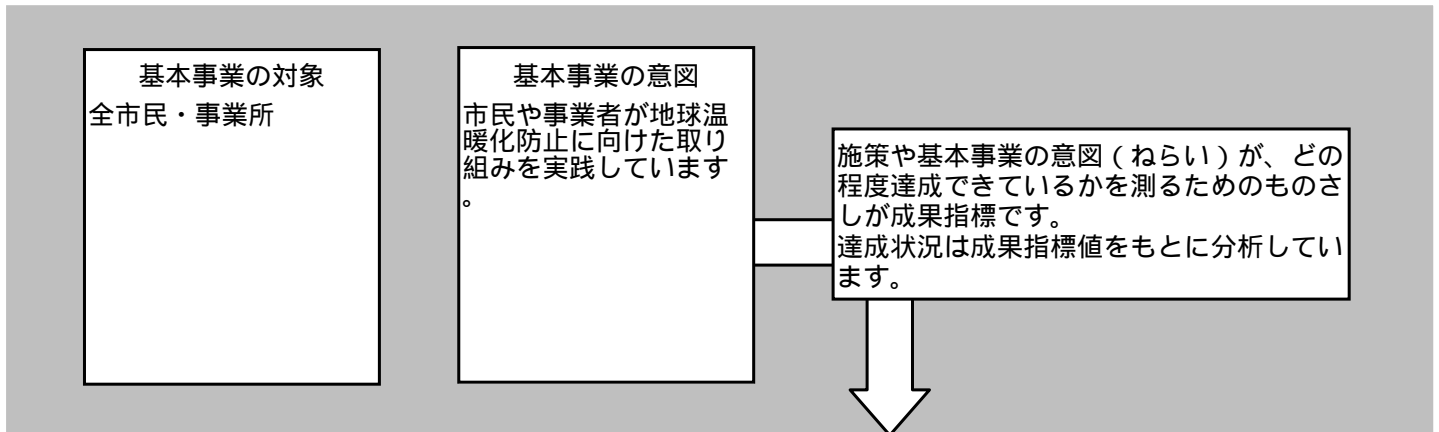 基本事業の対象
全市民・事業所
基本事業の意図
市民や事業者が地球温
暖化防止に向けた取り
組みを実践しています
。
施策や基本事業の意図(ねらい)が、どの
程度達成できているかを測るためのものさ
しが成果指標です。
達成状況は成果指標値をもとに分析してい
ます。